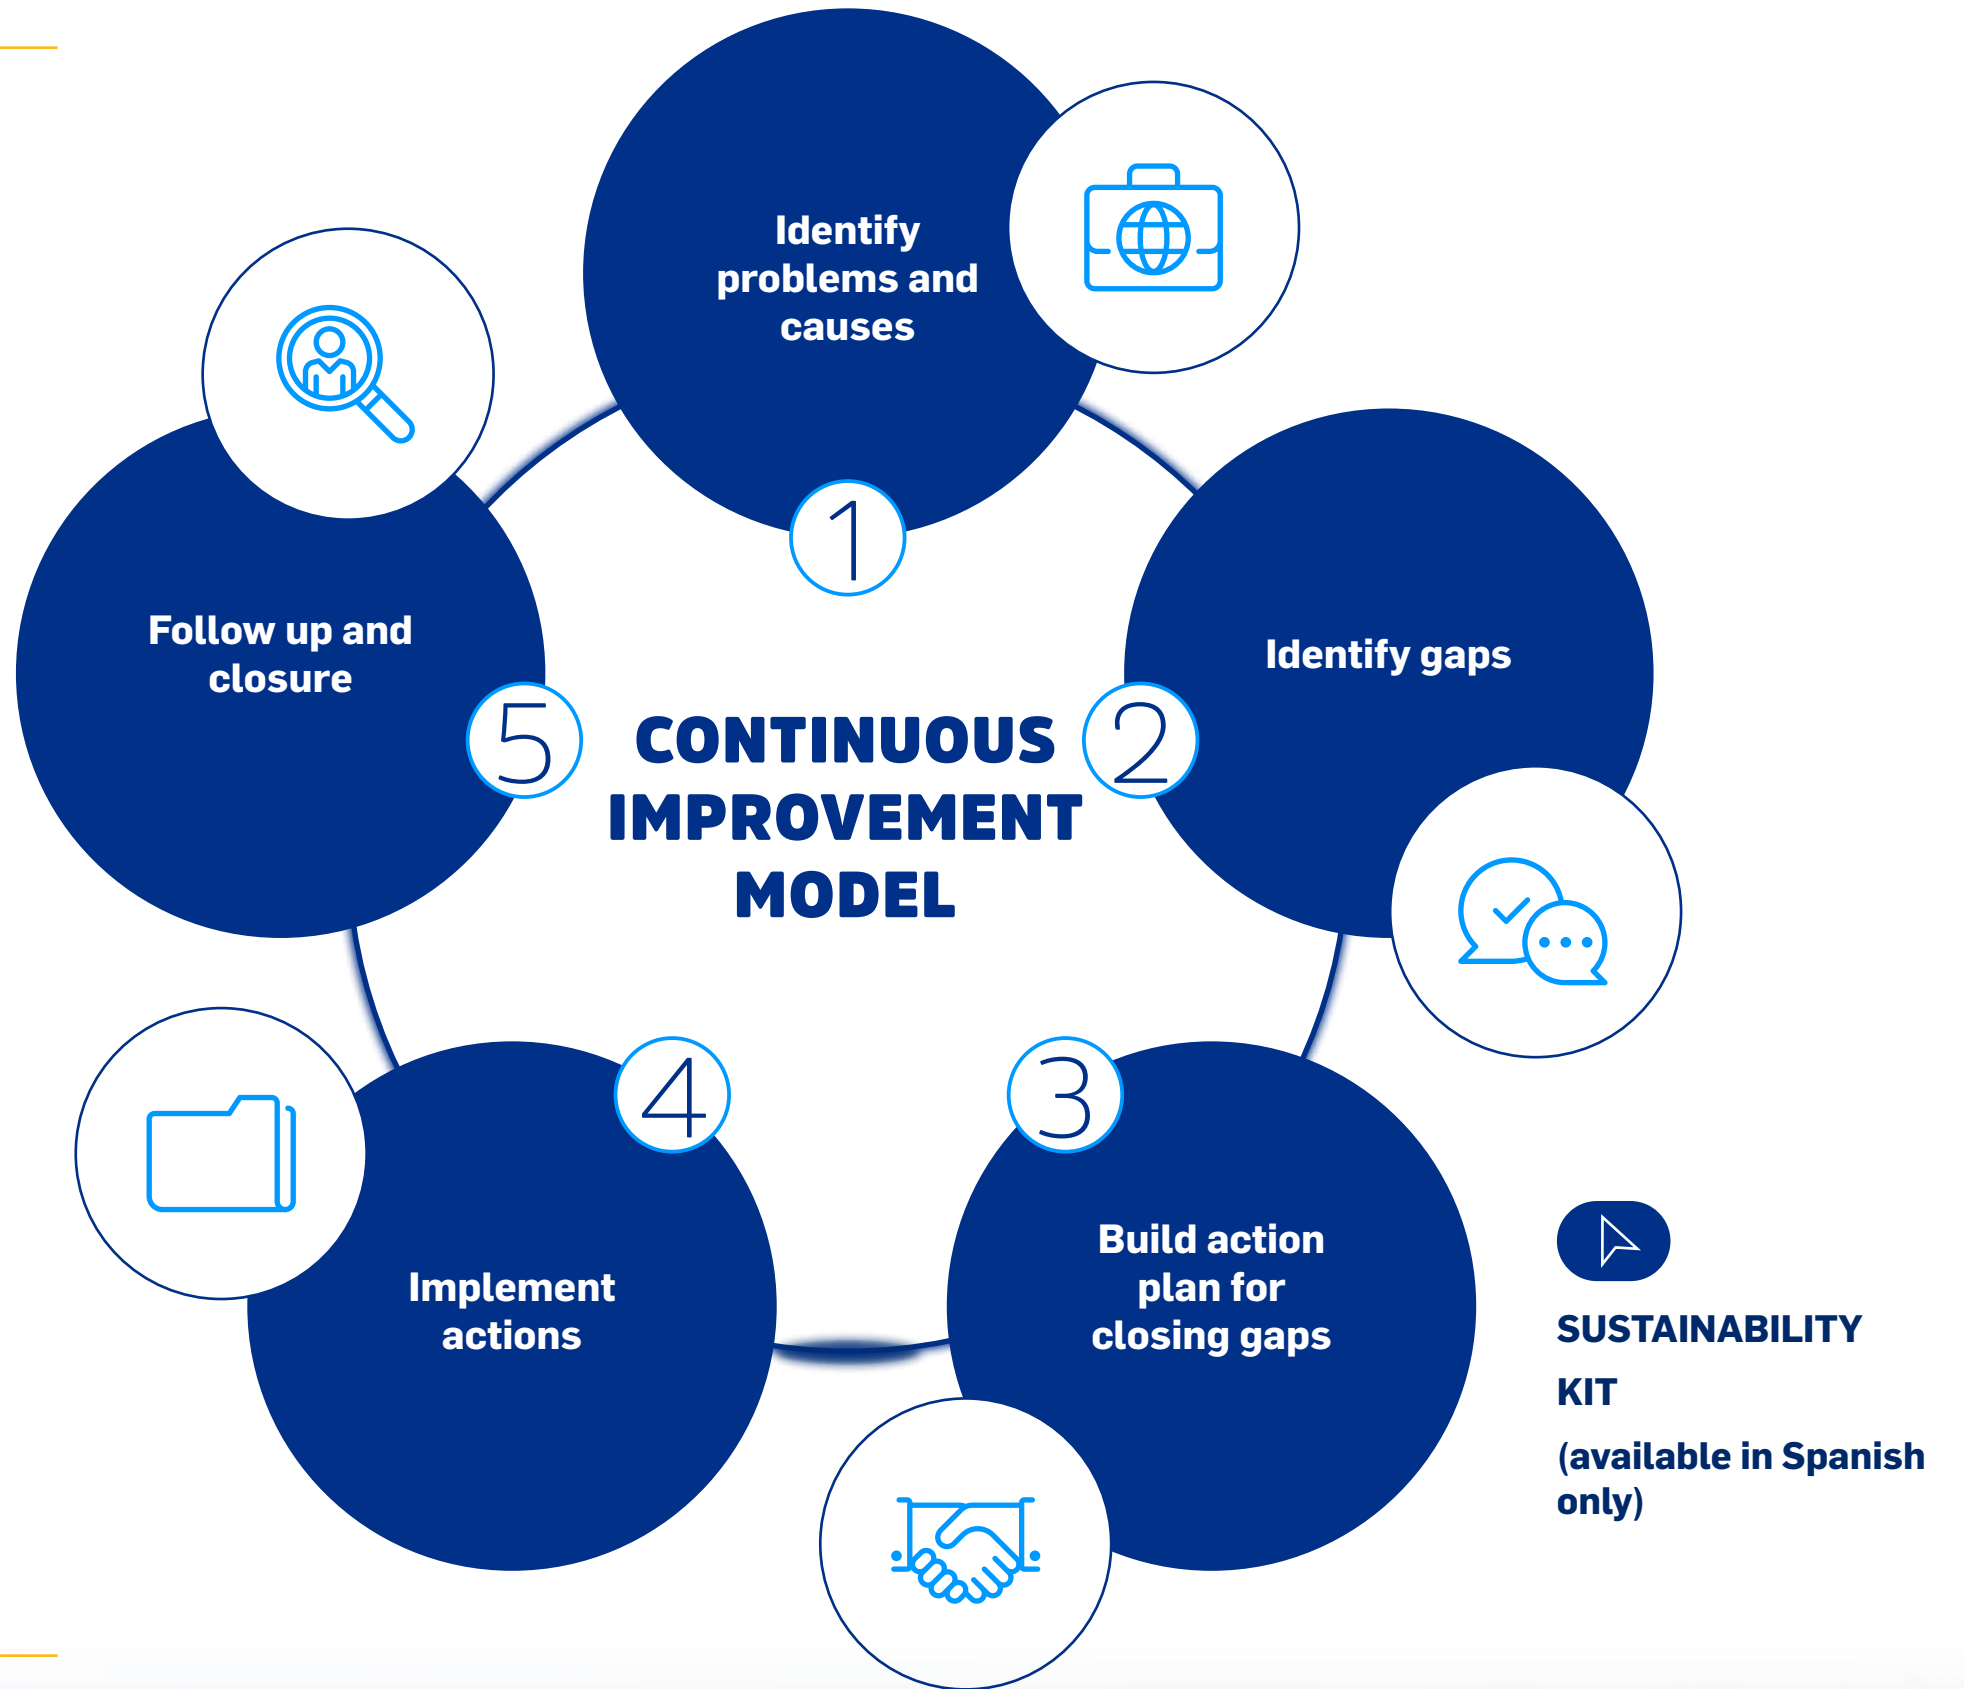 Identify
problems and
causes
1
Identify gaps
2
Build action
plan for
closing gaps
3
Implement
actions
4
Follow up and
closure
5
CONTINUOUS
IMPROVEMENT
MODEL
SUSTAINABILITY
KIT
(available in Spanish
only)